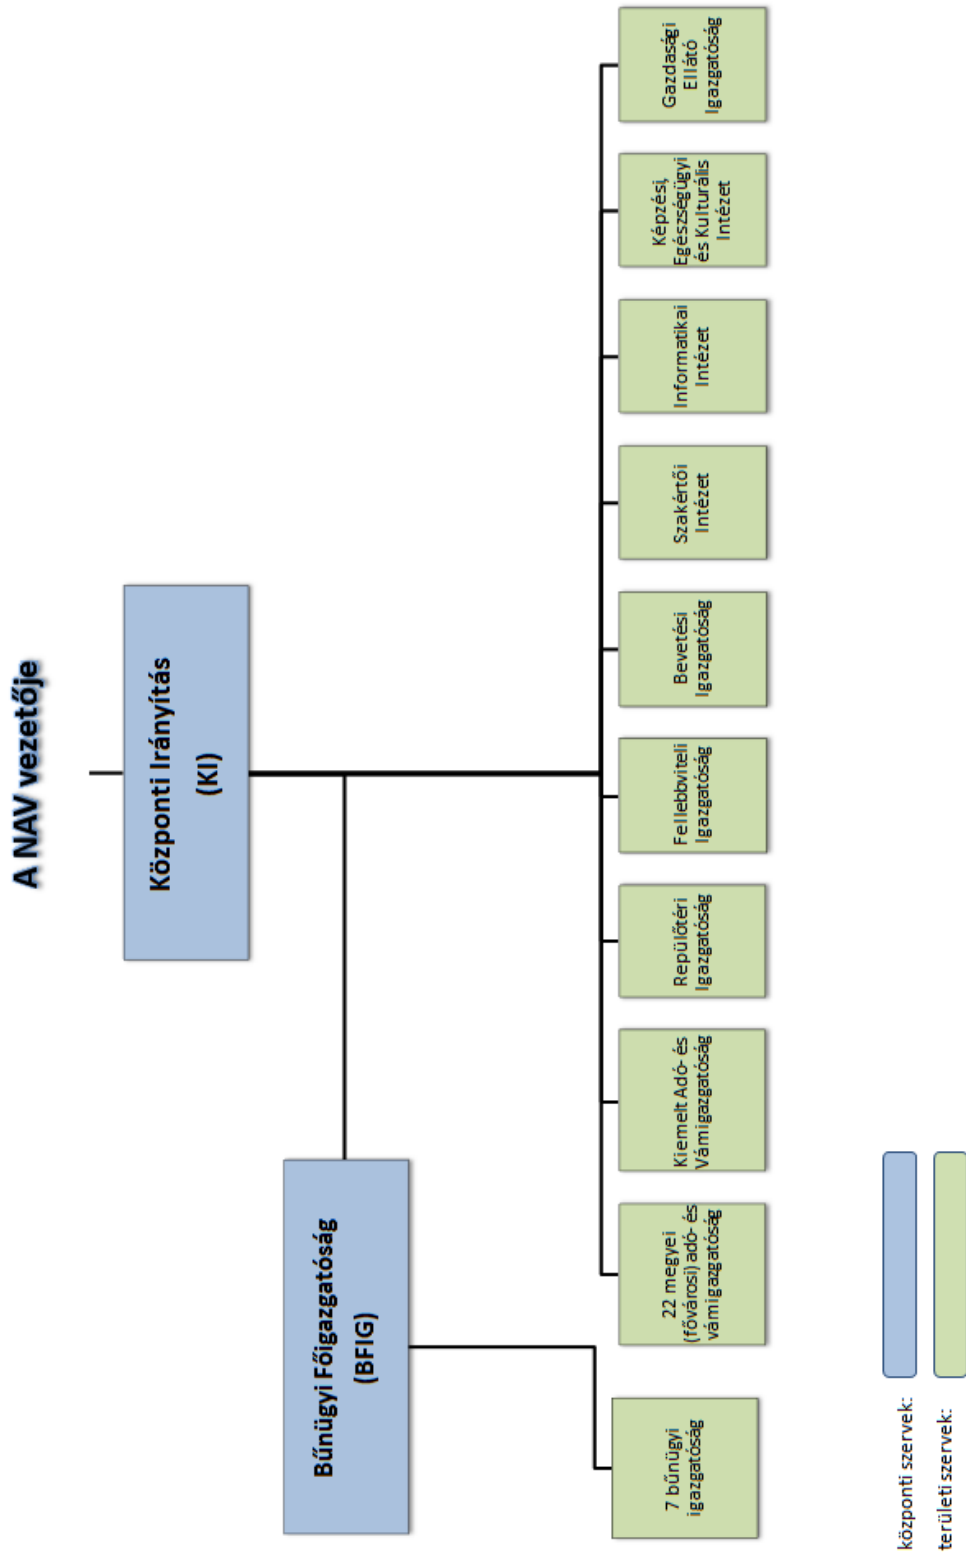 A NAV vezetője
Központi Irányítás
(KI)
Bűnügyi Főigazgatóság
(BFIG)
7 bűnügyi
igazgatóság
22 megyei
(fővárosi) adó- és
vámigazgatóság
Kiemelt Adó- és
Vámigazgatóság
Repülőtéri
Igazgatóság
Fellebbviteli
Igazgatóság
Bevetési
Igazgatóság
Szakértői
Intézet
Informatikai
Intézet
Képzési,
Egészségügyi
és Kulturális
Intézet
Gazdasági
Ellátó
Igazgatóság
központi szervek:
területi szervek: